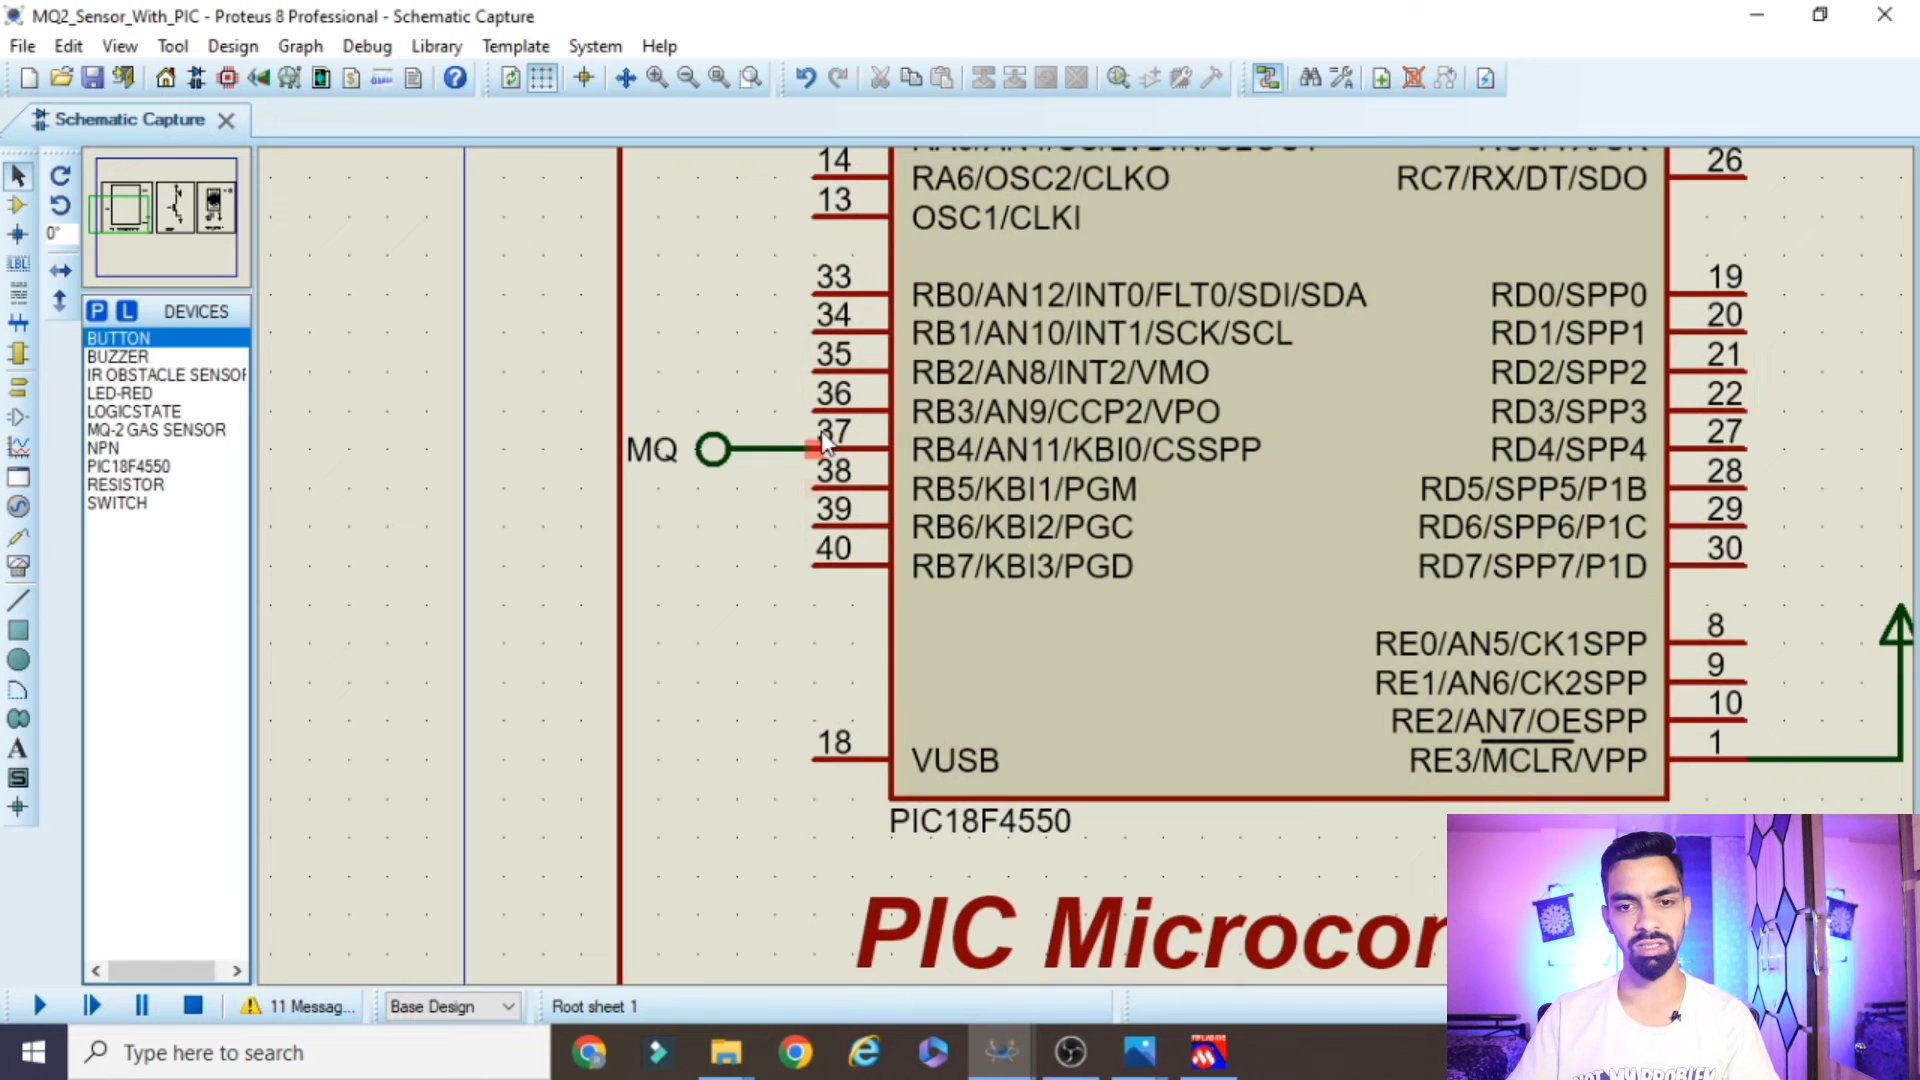 MQ2_Sensor_With_PIC - Proteus 8 Professional - Schematic Capture
File Edit View Tool Design Graph Debug Library Template System Help
Schematic Capture
0°
LBL
P L DEVICES
BUTTON
BUZZER
IR OBSTACLE SENSOR
LED-RED
LOGICSTATE
MQ-2 GAS SENSOR
NPN
PIC18F4550
RESISTOR
SWITCH
14 RA6/OSC2/CLKO RC7/RX/DT/SDO 26
13 OSC1/CLKI
33 RB0/AN12/INT0/FLT0/SDI/SDA RD0/SPP0 19
34 RB1/AN10/INT1/SCK/SCL RD1/SPP1 20
35 RB2/AN8/INT2/VMO RD2/SPP2 21
36 RB3/AN9/CCP2/VPO RD3/SPP3 22
MQ 37 RB4/AN11/KBI0/CSSPP RD4/SPP4 27
38 RB5/KBI1/PGM RD5/SPP5/P1B 28
39 RB6/KBI2/PGC RD6/SPP6/P1C 29
40 RB7/KBI3/PGD RD7/SPP7/P1D 30
RE0/AN5/CK1SPP 8
RE1/AN6/CK2SPP 9
RE2/AN7/OESPP 10
18 VUSB RE3/MCLR/VPP 1
PIC18F4550
PIC Microcon
11 Messag... Base Design Root sheet 1
Type here to search
NOT MY PROBLEM